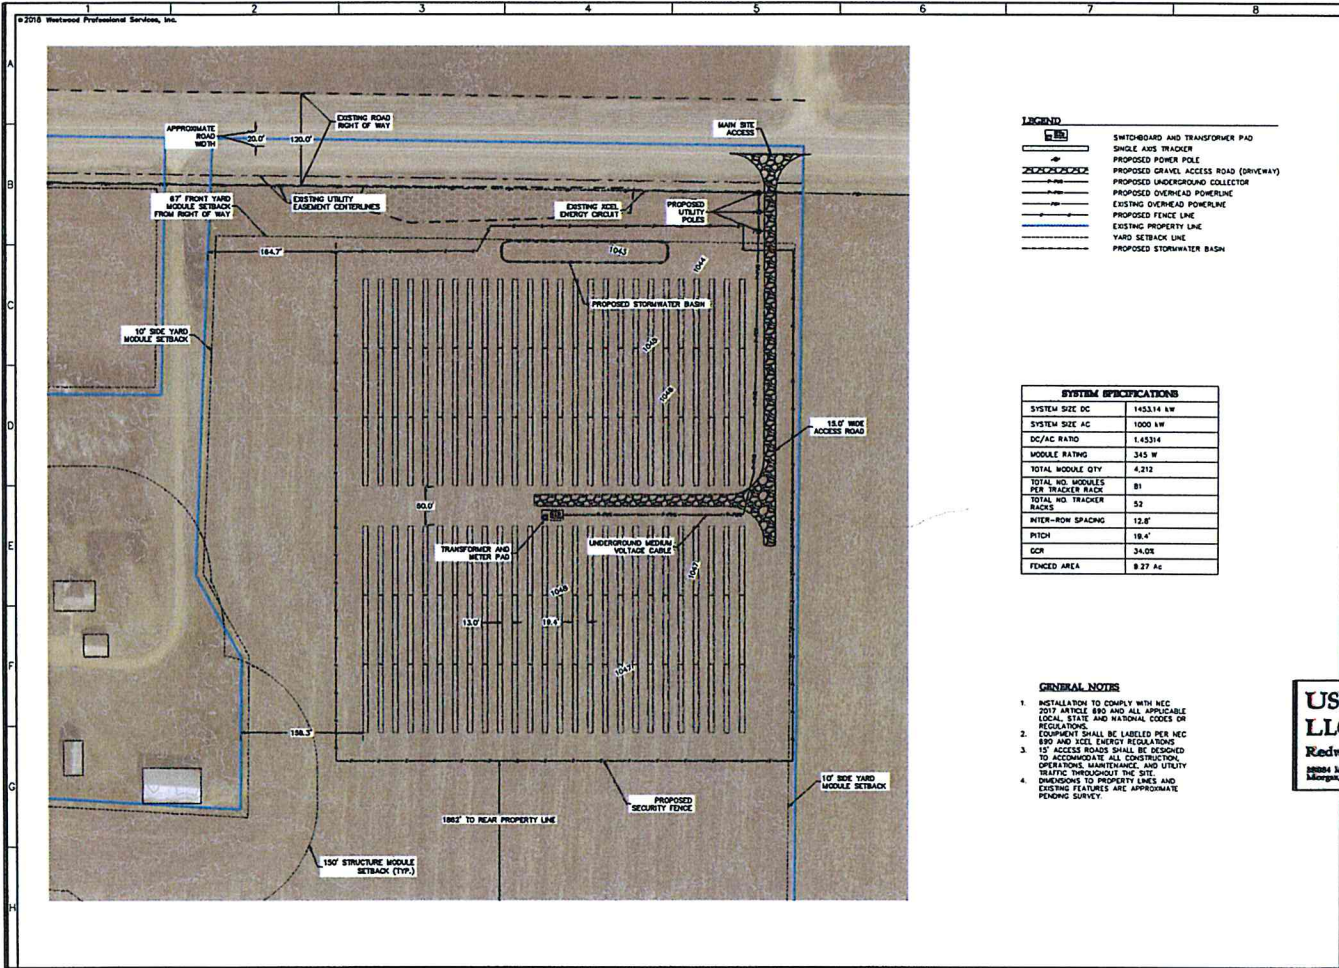 1 2 3 4 5 6 7 8
© 2018 Westwood Professional Services, Inc.
A
B
C
D
E
F
G
H
APPROXIMATE
ROAD
WIDTH
20.0'
120.0'
EXISTING ROAD
RIGHT OF WAY
MAIN SITE
ACCESS
67' FRONT YARD
MODULE SETBACK
FROM RIGHT OF WAY
EXISTING UTILITY
EASEMENT CENTERLINES
EXISTING XCEL
ENERGY CIRCUIT
PROPOSED
UTILITY
POLES
164.7'
1045
1044
PROPOSED STORMWATER BASIN
10' SIDE YARD
MODULE SETBACK
15.0' WIDE
ACCESS ROAD
60.0'
TRANSFORMER AND
METER PAD
UNDERGROUND MEDIUM
VOLTAGE CABLE
1047
1048
13.0'
19.4'
1047
158.3'
PROPOSED
SECURITY FENCE
10' SIDE YARD
MODULE SETBACK
1862' TO REAR PROPERTY LINE
150' STRUCTURE MODULE
SETBACK (TYP.)
LEGEND
SWITCHBOARD AND TRANSFORMER PAD
SINGLE AXIS TRACKER
PROPOSED POWER POLE
PROPOSED GRAVEL ACCESS ROAD (DRIVEWAY)
PROPOSED UNDERGROUND COLLECTOR
PROPOSED OVERHEAD POWERLINE
EXISTING OVERHEAD POWERLINE
PROPOSED FENCE LINE
EXISTING PROPERTY LINE
YARD SETBACK LINE
PROPOSED STORMWATER BASIN
SYSTEM SPECIFICATIONS
SYSTEM SIZE DC 1453.14 kW
SYSTEM SIZE AC 1000 kW
DC/AC RATIO 1.45314
MODULE RATING 345 W
TOTAL MODULE QTY 4,212
TOTAL NO. MODULES
PER TRACKER RACK 81
TOTAL NO. TRACKER
RACKS 52
INTER-ROW SPACING 12.8'
PITCH 19.4'
GCR 34.0%
FENCED AREA 9.27 Ac
GENERAL NOTES
1. INSTALLATION TO COMPLY WITH NEC
2017 ARTICLE 690 AND ALL APPLICABLE
LOCAL, STATE AND NATIONAL CODES OR
REGULATIONS.
2. EQUIPMENT SHALL BE LABELED PER NEC
690 AND XCEL ENERGY REGULATIONS
3. 15' ACCESS ROADS SHALL BE DESIGNED
TO ACCOMMODATE ALL CONSTRUCTION,
OPERATIONS, MAINTENANCE, AND UTILITY
TRAFFIC THROUGHOUT THE SITE.
4. DIMENSIONS TO PROPERTY LINES AND
EXISTING FEATURES ARE APPROXIMATE
PENDING SURVEY.
US
LL
Redw
Morgan